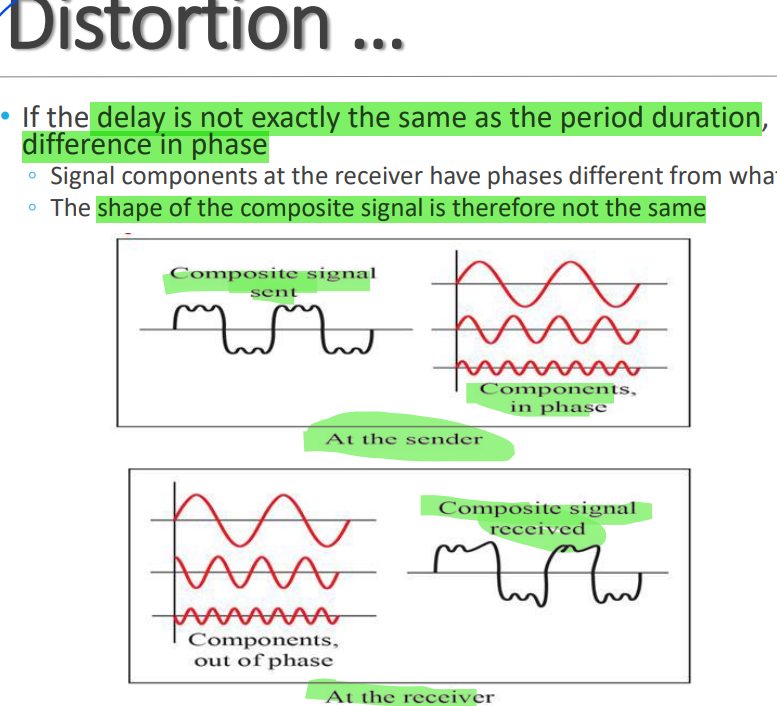 Distortion ...
• If the delay is not exactly the same as the period duration,
difference in phase
◦ Signal components at the receiver have phases different from
◦ The shape of the composite signal is therefore not the same
Composite signal
sent
Components,
in phase
At the sender
Composite signal
received
Components,
out of phase
At the receiver